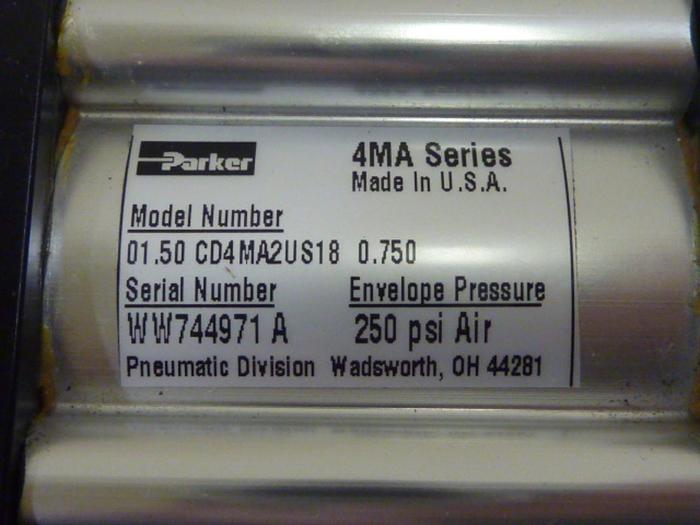 Parker
4MA Series
Made In U.S.A.
Model Number
01.50 CD4MA2US18 0.750
Serial Number
WW744971 A
Envelope Pressure
250 psi Air
Pneumatic Division Wadsworth, OH 44281